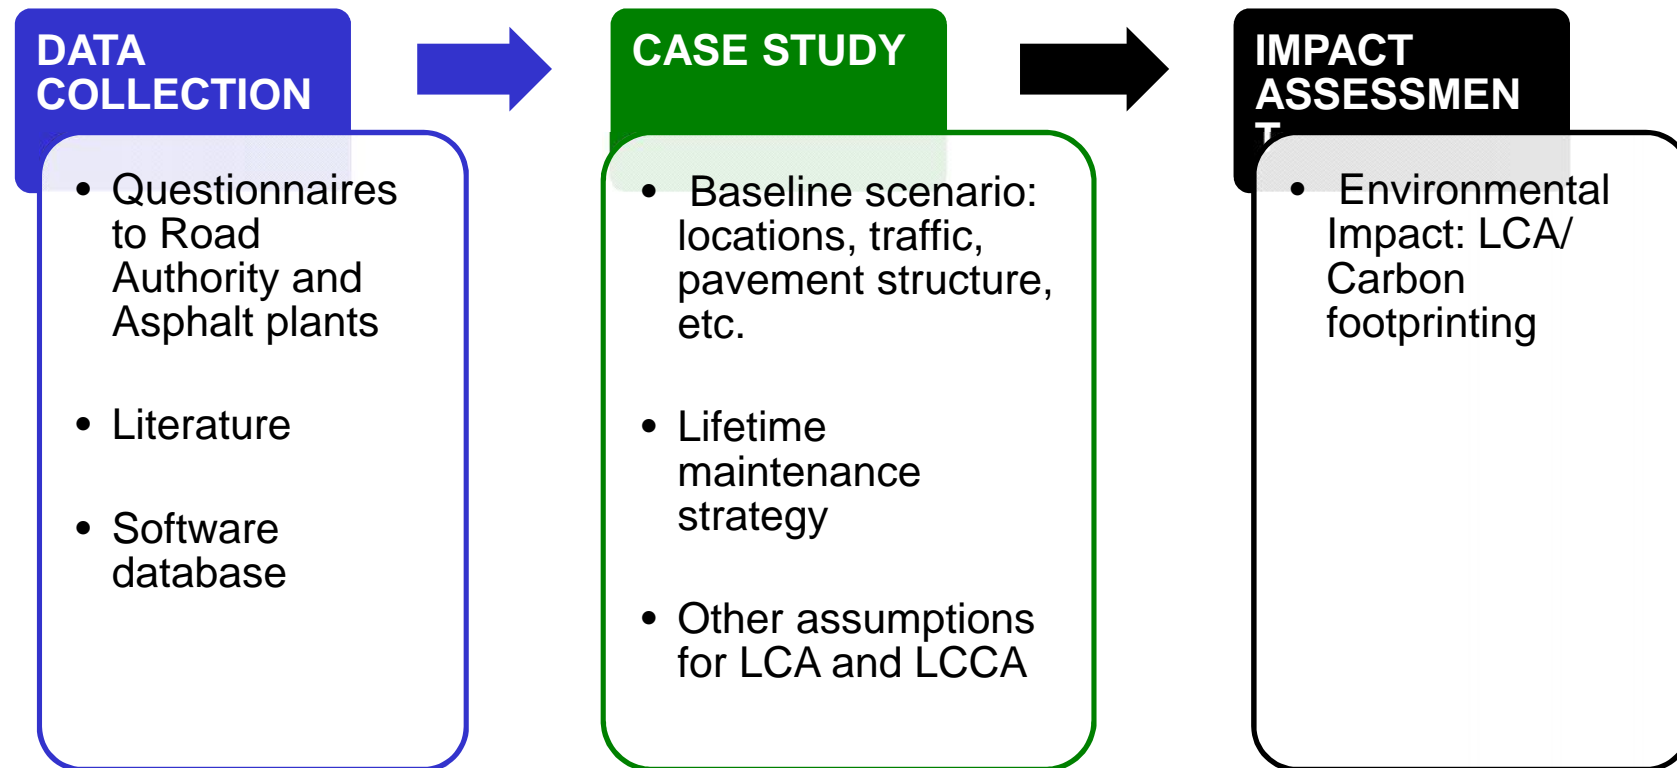 DATA
COLLECTION
• Questionnaires
to Road
Authority and
Asphalt plants
• Literature
• Software
database
CASE STUDY
• Baseline scenario:
locations, traffic,
pavement structure,
etc.
• Lifetime
maintenance
strategy
• Other assumptions
for LCA and LCCA
IMPACT
ASSESSMEN
T
• Environmental
Impact: LCA/
Carbon
footprinting